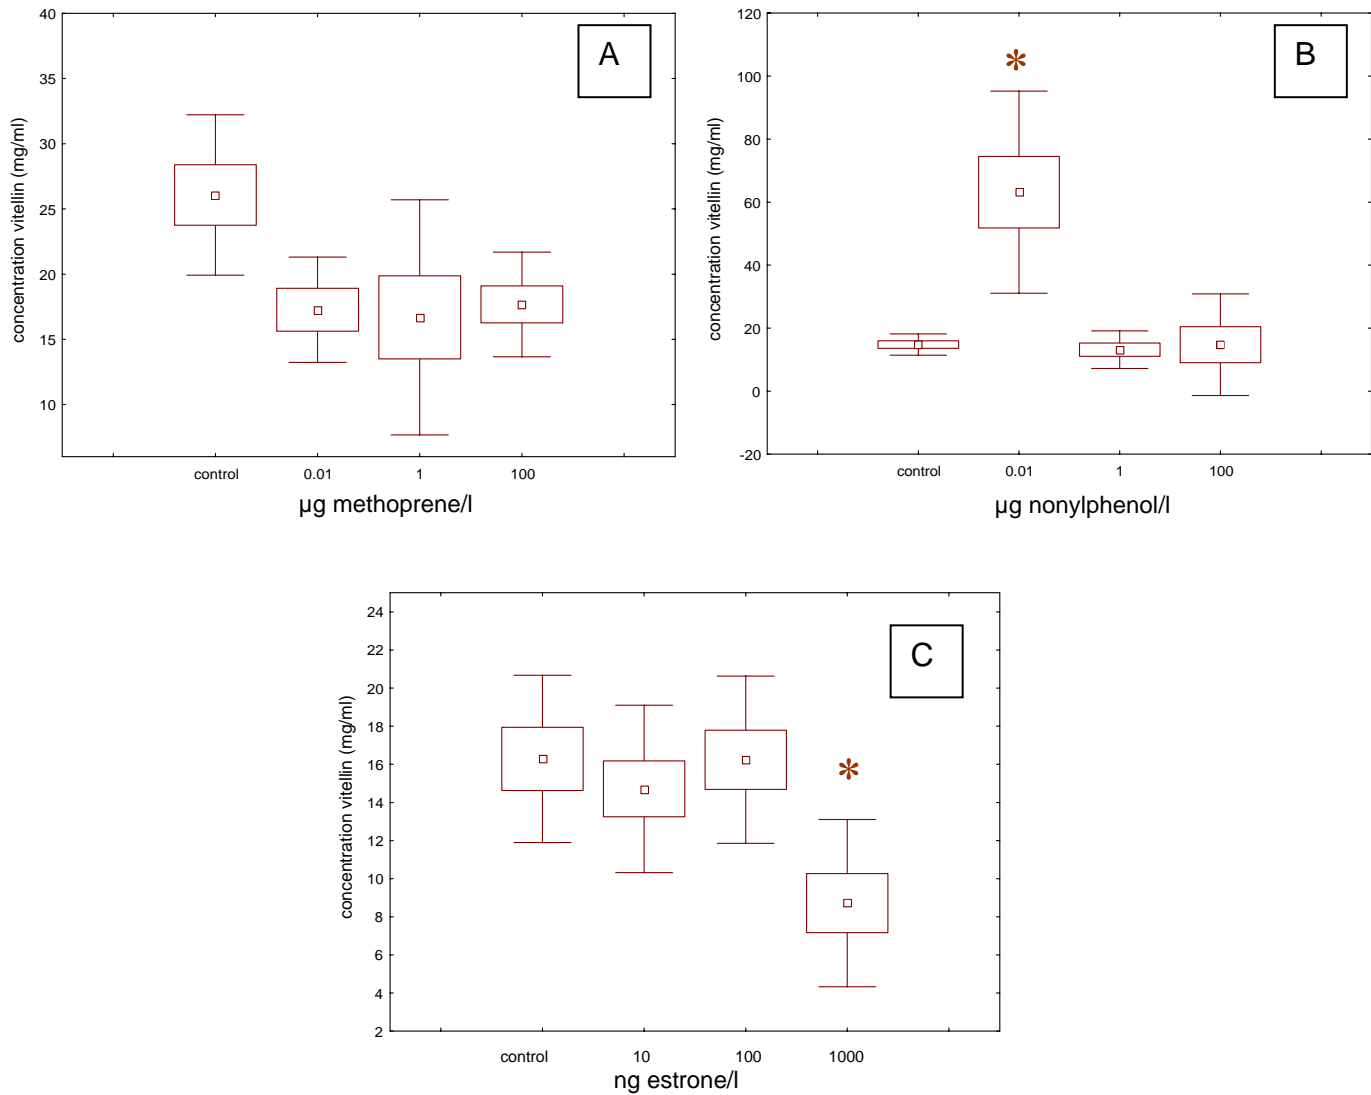 A
concentration vitellin (mg/ml)
40
35
30
25
20
15
10
control 0.01 1 100
µg methoprene/l
B
concentration vitellin (mg/ml)
120
100
80
60
40
20
0
-20
*
control 0.01 1 100
µg nonylphenol/l
C
concentration vitellin (mg/ml)
24
22
20
18
16
14
12
10
8
6
4
2
*
control 10 100 1000
ng estrone/l